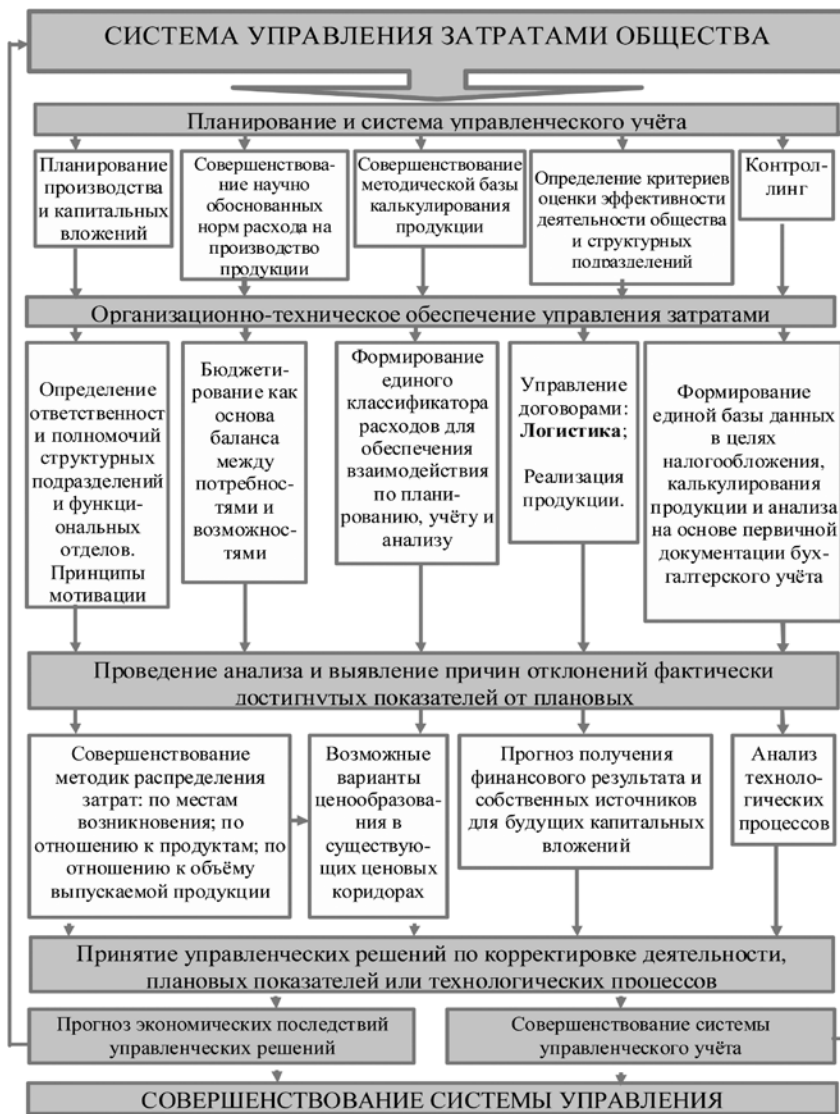 СИСТЕМА УПРАВЛЕНИЯ ЗАТРАТАМИ ОБЩЕСТВА
Планирование и система управленческого учёта
Планирование
производства
и капитальных
вложений
Совершенствова-
ние научно
обоснованных
норм расхода на
производство
продукции
Совершенствование
методической базы
калькулирования
продукции
Определение критериев
оценки эффективности
деятельности общества
и структурных
подразделений
Контрол-
линг
Организационно-техническое обеспечение управления затратами
Определение
ответственност
и полномочий
структурных
подразделений
и функци-
ональных
отделов.
Принципы
мотивации
Бюджети-
рование как
основа
баланса
между
потребнос-
тями и
возможнос-
тями
Формирование
единого
классификатора
расходов для
обеспечения
взаимодействия
по плани-
рованию, учёту и
анализу
Управление
договорами:
Логистика;
Реализация
продукции.
Формирование
единой базы данных
в целях
налогообложения,
калькулирования
продукции и анализа
на основе первичной
документации бух-
галтерского учёта
Проведение анализа и выявление причин отклонений фактически
достигнутых показателей от плановых
Совершенствование
методик распределения
затрат: по местам
возникновения; по
отношению к продуктам; по
отношению к объёму
выпускаемой продукции
Возможные
варианты
ценообразова-
ния в
существую-
щих ценовых
коридорах
Прогноз получения
финансового результата и
собственных источников
для будущих капитальных
вложений
Анализ
техноло-
гических
процессов
Принятие управленческих решений по корректировке деятельности,
плановых показателей или технологических процессов
Прогноз экономических последствий
управленческих решений
Совершенствование системы
управленческого учёта
СОВЕРШЕНСТВОВАНИЕ СИСТЕМЫ УПРАВЛЕНИЯ